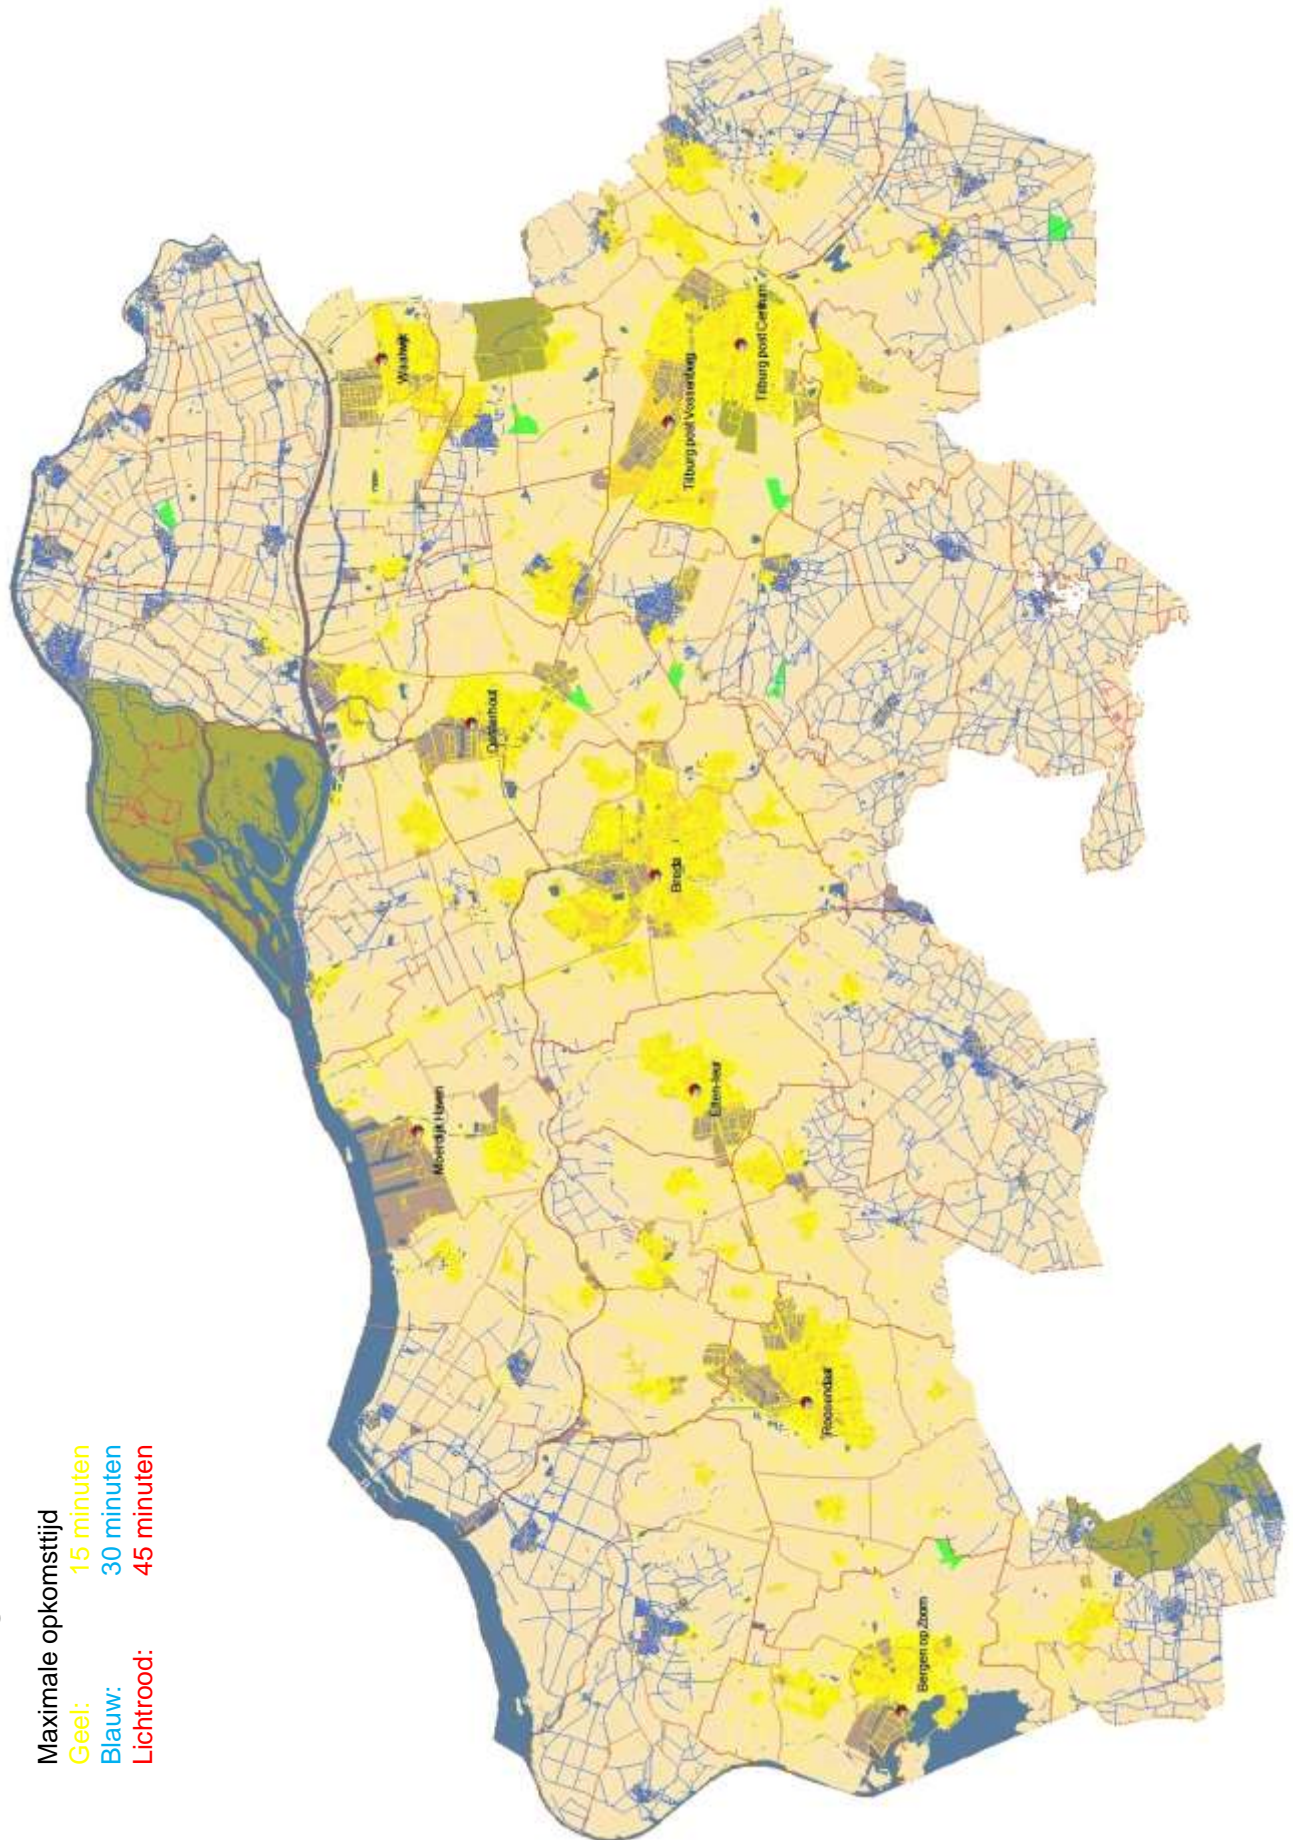 Maximale opkomsttijd
Geel: 15 minuten
Blauw: 30 minuten
Lichtrood: 45 minuten
Waalwijk
Tilburg post Vossenberg
Tilburg post Centrum
Oosterhout
Breda
Moerdijk Haven
Etten-leur
Roosendaal
Bergen op Zoom